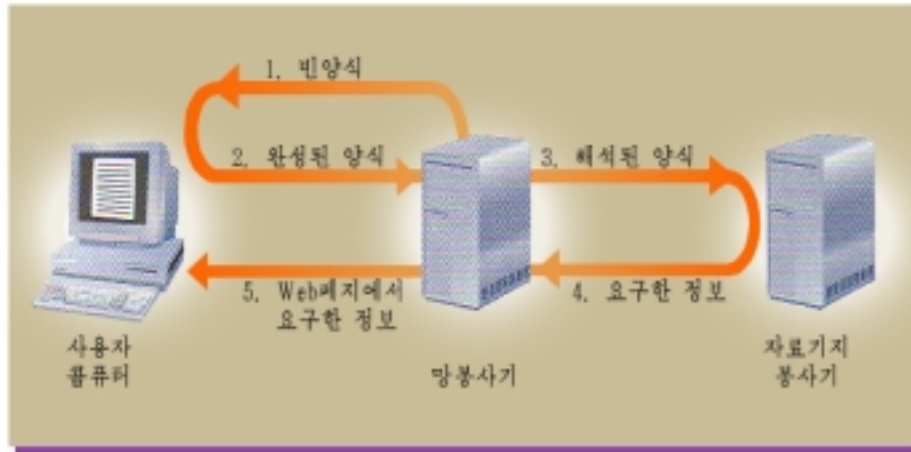 1. 빈양식
2. 완성된 양식
3. 해석된 양식
5. Web페지에서
요구한 정보
4. 요구한 정보
사용자
콤퓨터
망봉사기
자료기지
봉사기